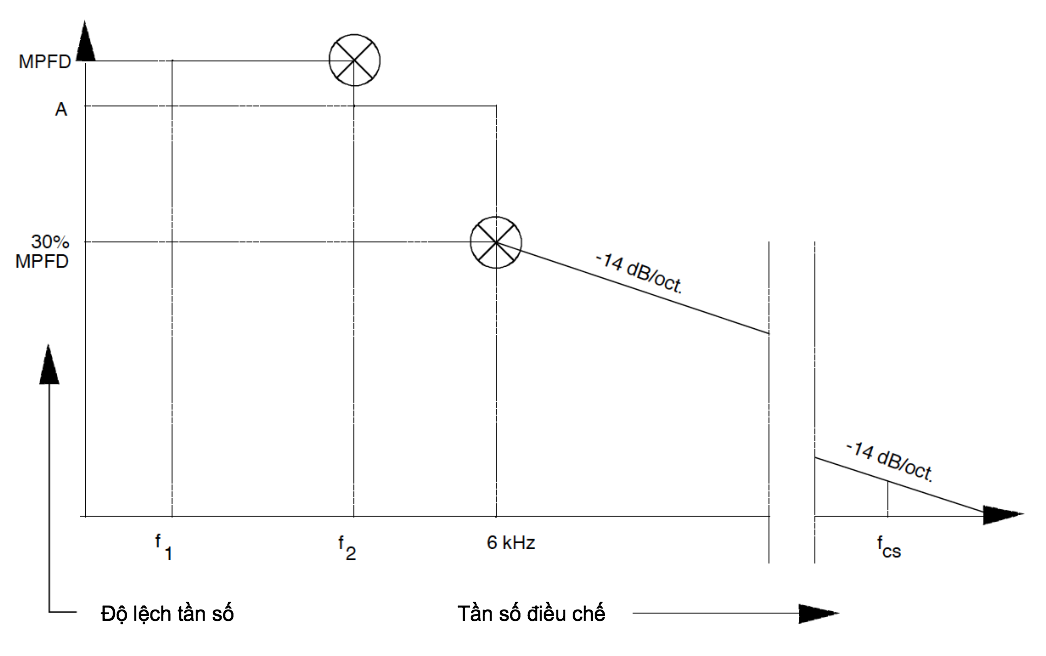 MPFD
A
30%
MPFD
-14 dB/oct.
-14 dB/oct.
f1
f2
6 kHz
fcs
Độ lệch tần số
Tần số điều chế